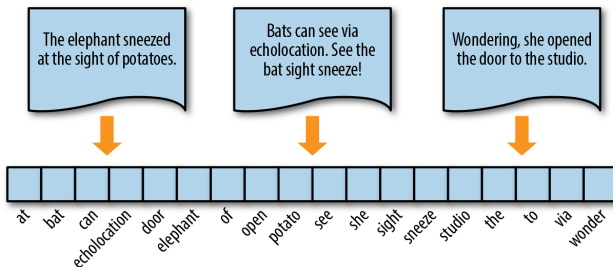 The elephant sneezed
at the sight of potatoes.
Bats can see via
echolocation. See the
bat sight sneeze!
Wondering, she opened
the door to the studio.
at
bat
can
echolocation
door
elephant
of
open
potato
see
she
sight
sneeze
studio
the
to
via
wonder